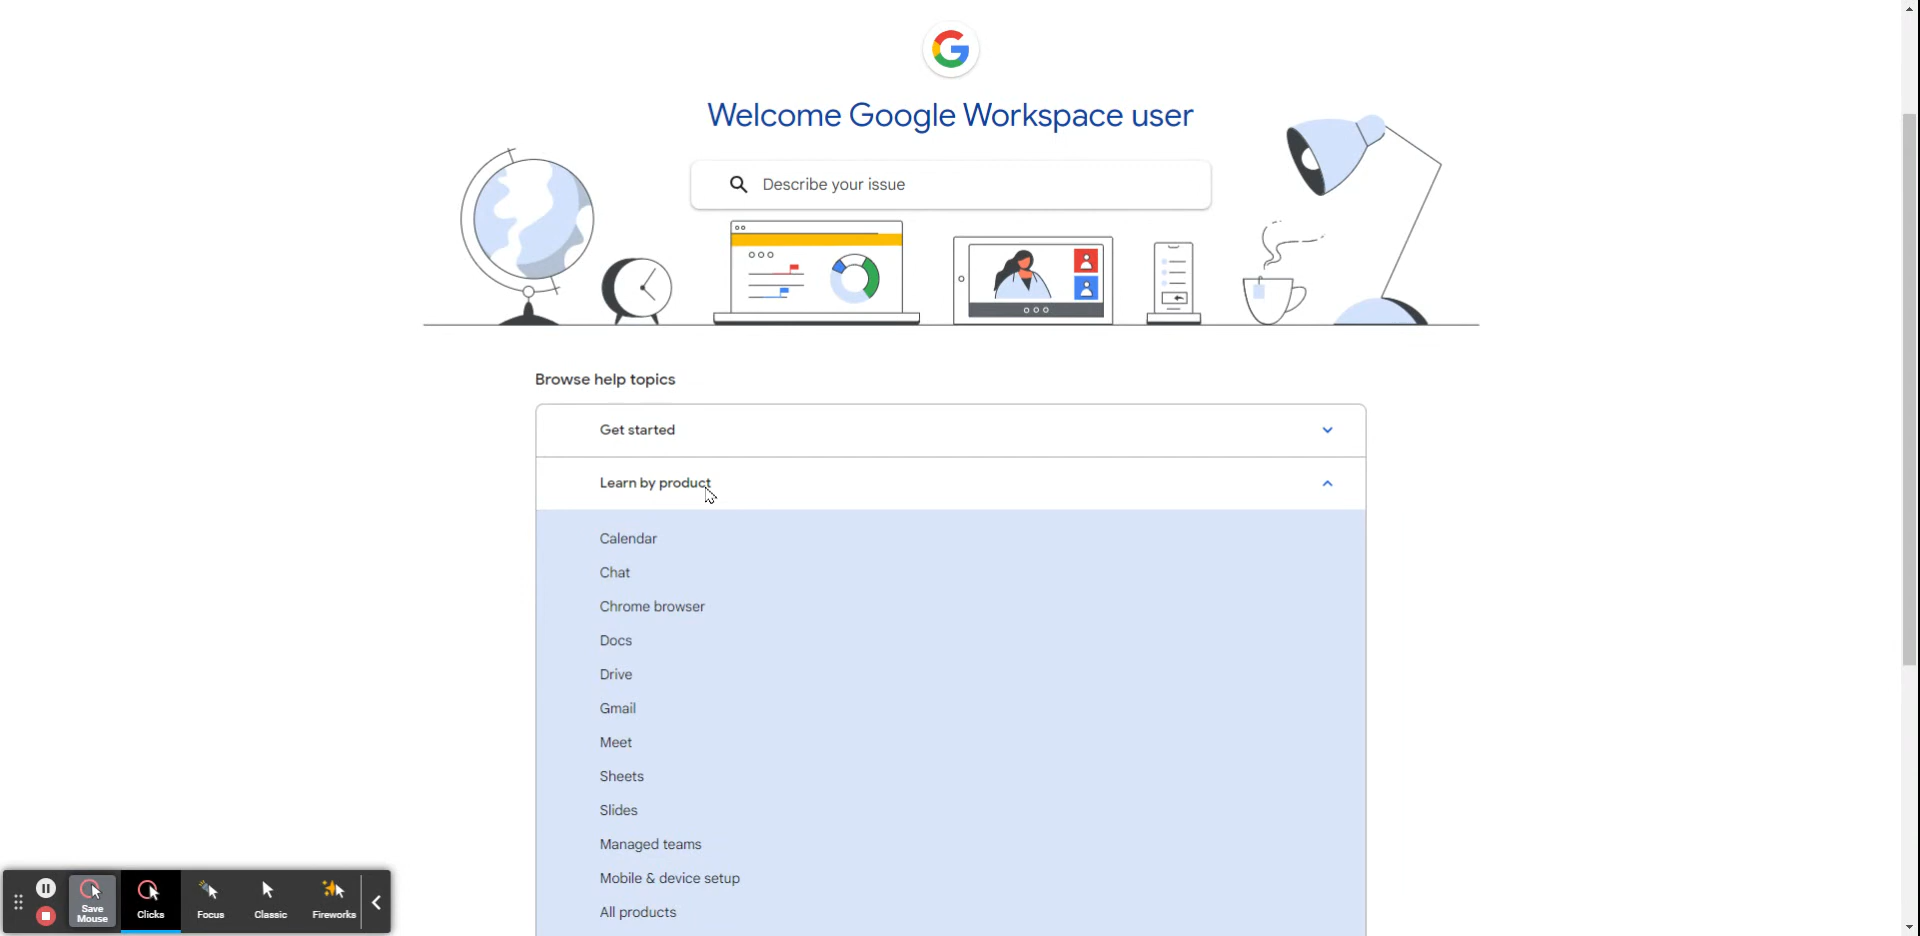 Welcome Google Workspace user
Describe your issue
Browse help topics
Get started
Learn by product
Calendar
Chat
Chrome browser
Docs
Drive
Gmail
Meet
Sheets
Slides
Managed teams
Mobile & device setup
All products
Save
Mouse
Clicks
Focus
Classic
Fireworks